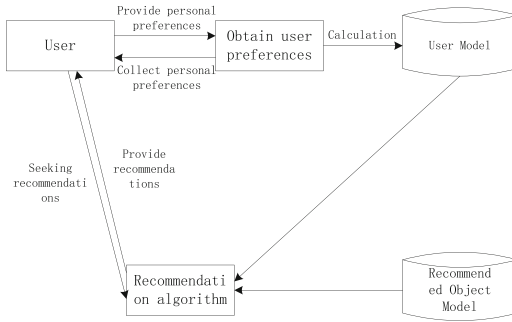 Provide personal
preferences
User
Obtain user
preferences
Calculation
User Model
Collect personal
preferences
Seeking
recommendati
ons
Provide
recommenda
tions
Recommendati
on algorithm
Recommend
ed Object
Model